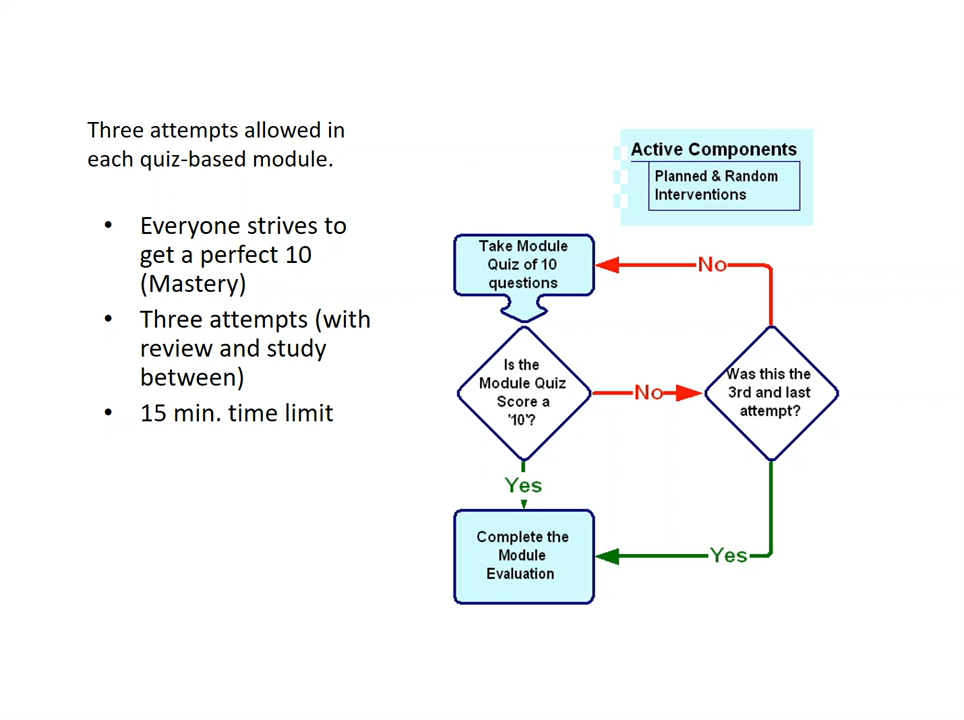 Three attempts allowed in
each quiz-based module.
• Everyone strives to
get a perfect 10
(Mastery)
• Three attempts (with
review and study
between)
• 15 min. time limit
Active Components
Planned & Random
Interventions
Take Module
Quiz of 10
questions
No
Is the
Module Quiz
Score a
'10'?
No
Was this the
3rd and last
attempt?
Yes
Complete the
Module
Evaluation
Yes